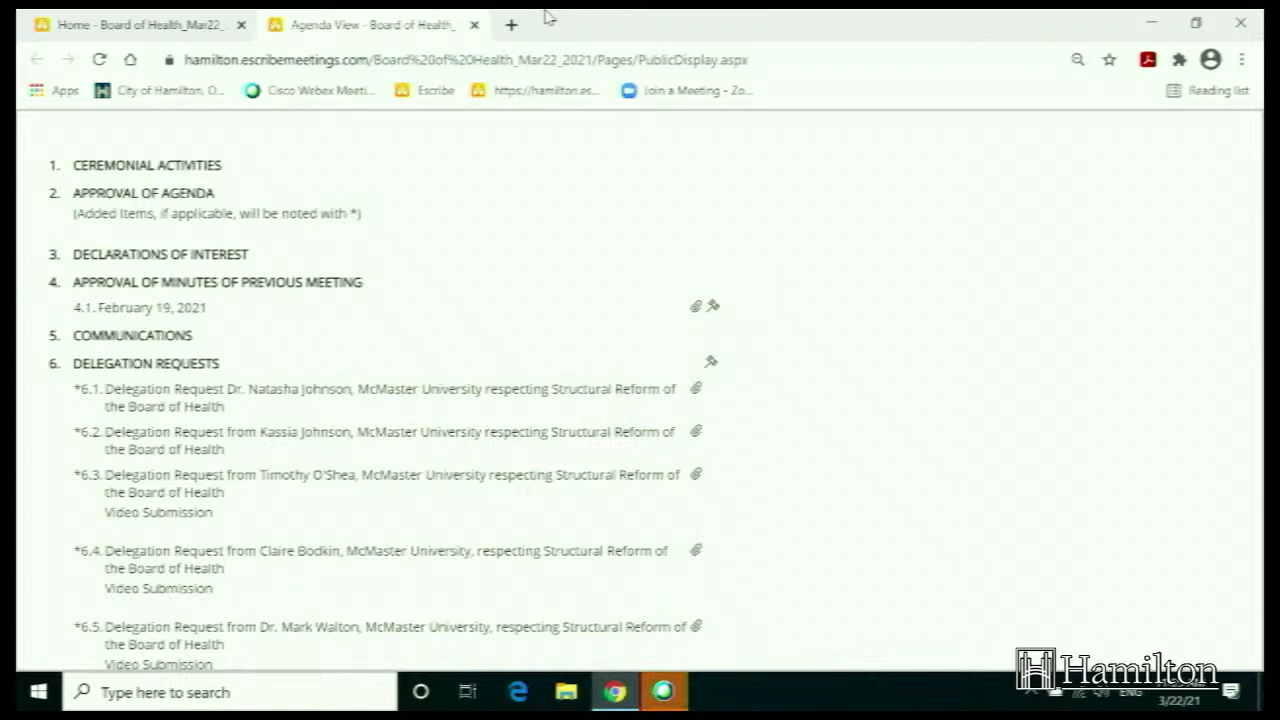 Home - Board of Health_Mar22_
Agenda View - Board of Health_
hamilton.escribemeetings.com/Board%20of%20Health_Mar22_2021/Pages/PublicDisplay.aspx
Apps
City of Hamilton, O...
Cisco Webex Meeti...
Escribe
https://hamilton.es...
Join a Meeting - Zo...
Reading list
1. CEREMONIAL ACTIVITIES
2. APPROVAL OF AGENDA
(Added Items, if applicable, will be noted with *)
3. DECLARATIONS OF INTEREST
4. APPROVAL OF MINUTES OF PREVIOUS MEETING
4.1. February 19, 2021
5. COMMUNICATIONS
6. DELEGATION REQUESTS
*6.1. Delegation Request Dr. Natasha Johnson, McMaster University respecting Structural Reform of
the Board of Health
*6.2. Delegation Request from Kassia Johnson, McMaster University respecting Structural Reform of
the Board of Health
*6.3. Delegation Request from Timothy O'Shea, McMaster University respecting Structural Reform of
the Board of Health
Video Submission
*6.4. Delegation Request from Claire Bodkin, McMaster University, respecting Structural Reform of
the Board of Health
Video Submission
*6.5. Delegation Request from Dr. Mark Walton, McMaster University, respecting Structural Reform of
the Board of Health
Video Submission
Hamilton
Type here to search
ENG
3/22/21